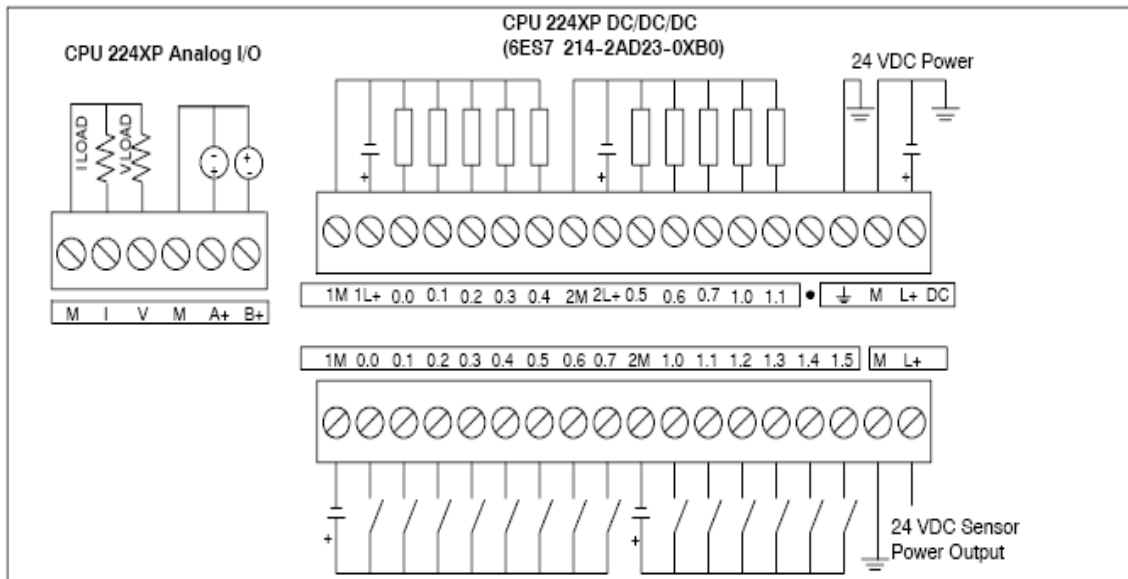 CPU 224XP Analog I/O
CPU 224XP DC/DC/DC
(6ES7 214-2AD23-0XB0)
24 VDC Power
I LOAD
V LOAD
- +
+ -
+
+
+
M I V M A+ B+
1M 1L+ 0.0 0.1 0.2 0.3 0.4 2M 2L+ 0.5 0.6 0.7 1.0 1.1 • ⏚ M L+ DC
1M 0.0 0.1 0.2 0.3 0.4 0.5 0.6 0.7 2M 1.0 1.1 1.2 1.3 1.4 1.5 M L+
+
+
24 VDC Sensor
Power Output